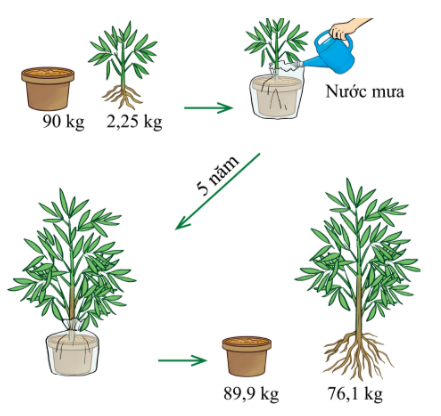 90 kg
2,25 kg
Nước mưa
5 năm
89,9 kg
76,1 kg